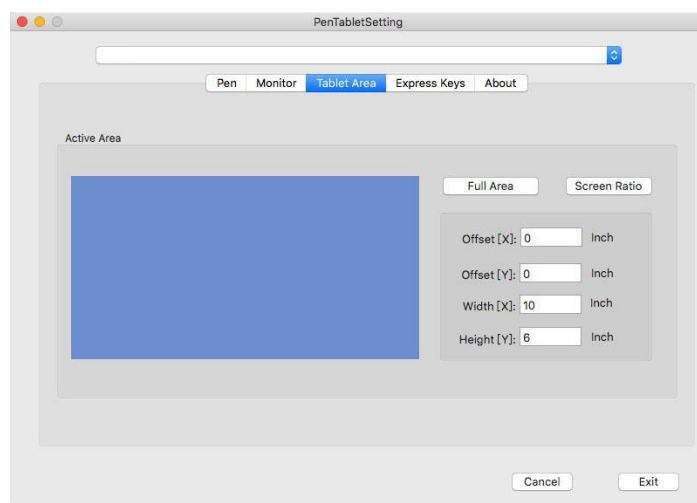 PenTabletSetting
Pen Monitor Tablet Area Express Keys About
Active Area
Full Area Screen Ratio
Offset [X]: 0 Inch
Offset [Y]: 0 Inch
Width [X]: 10 Inch
Height [Y]: 6 Inch
Cancel Exit